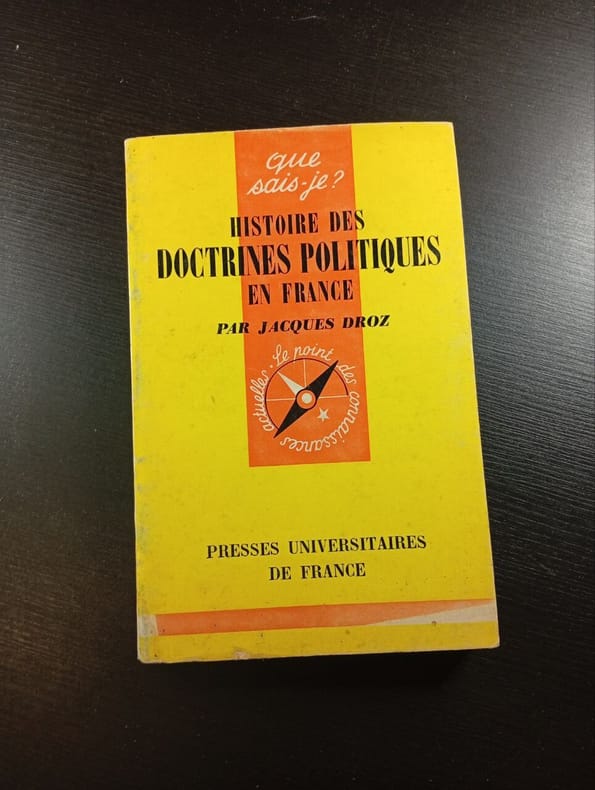 que
sais-je?
HISTOIRE DES
DOCTRINES POLITIQUES
EN FRANCE
PAR JACQUES DROZ
Le point des connaissances actuelles.
PRESSES UNIVERSITAIRES
DE FRANCE